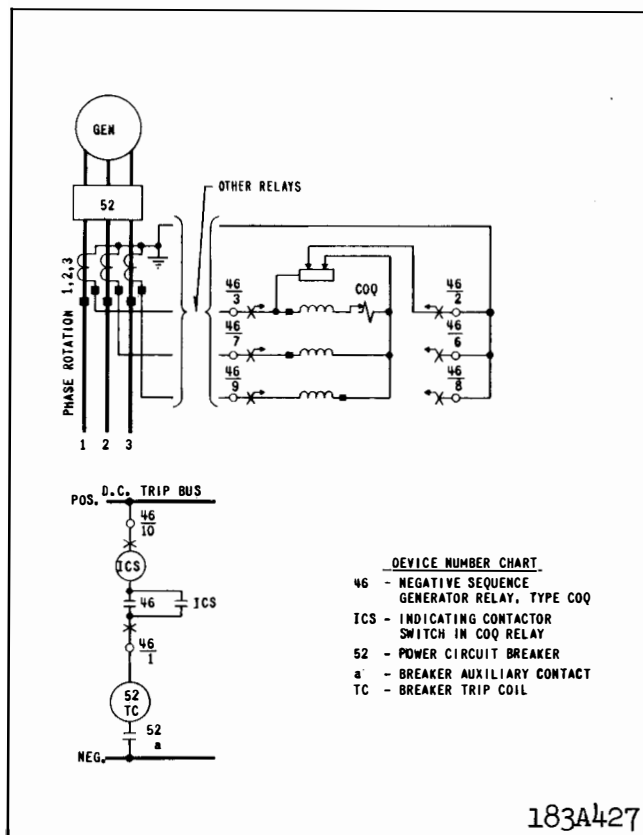 GEN
52
OTHER RELAYS
PHASE ROTATION 1,2,3
46
3
COQ
46
2
46
7
46
6
46
9
46
8
1 2 3
D.C. TRIP BUS
POS.
46
10
ICS
46
ICS
46
1
52
TC
52
a
NEG.
DEVICE NUMBER CHART
46 - NEGATIVE SEQUENCE
GENERATOR RELAY, TYPE COQ
ICS - INDICATING CONTACTOR
SWITCH IN COQ RELAY
52 - POWER CIRCUIT BREAKER
a - BREAKER AUXILIARY CONTACT
TC - BREAKER TRIP COIL
183A427